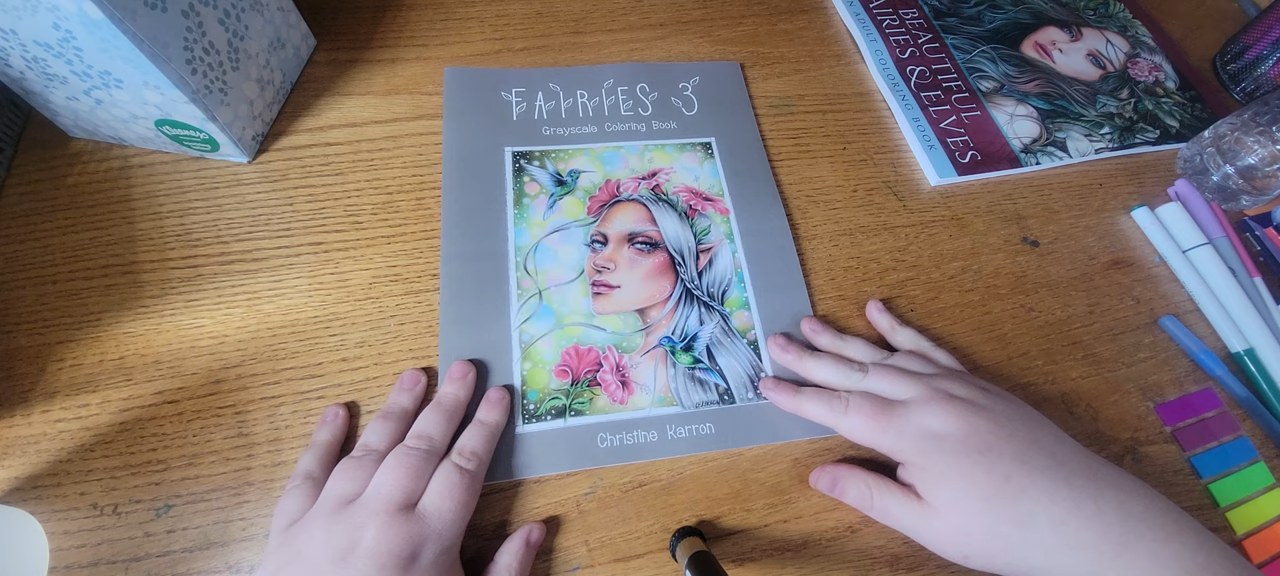 FAIRIES 3
Grayscale Coloring Book
Christine Karron
BEAUTIFUL
FAIRIES & ELVES
AN ADULT COLORING BOOK